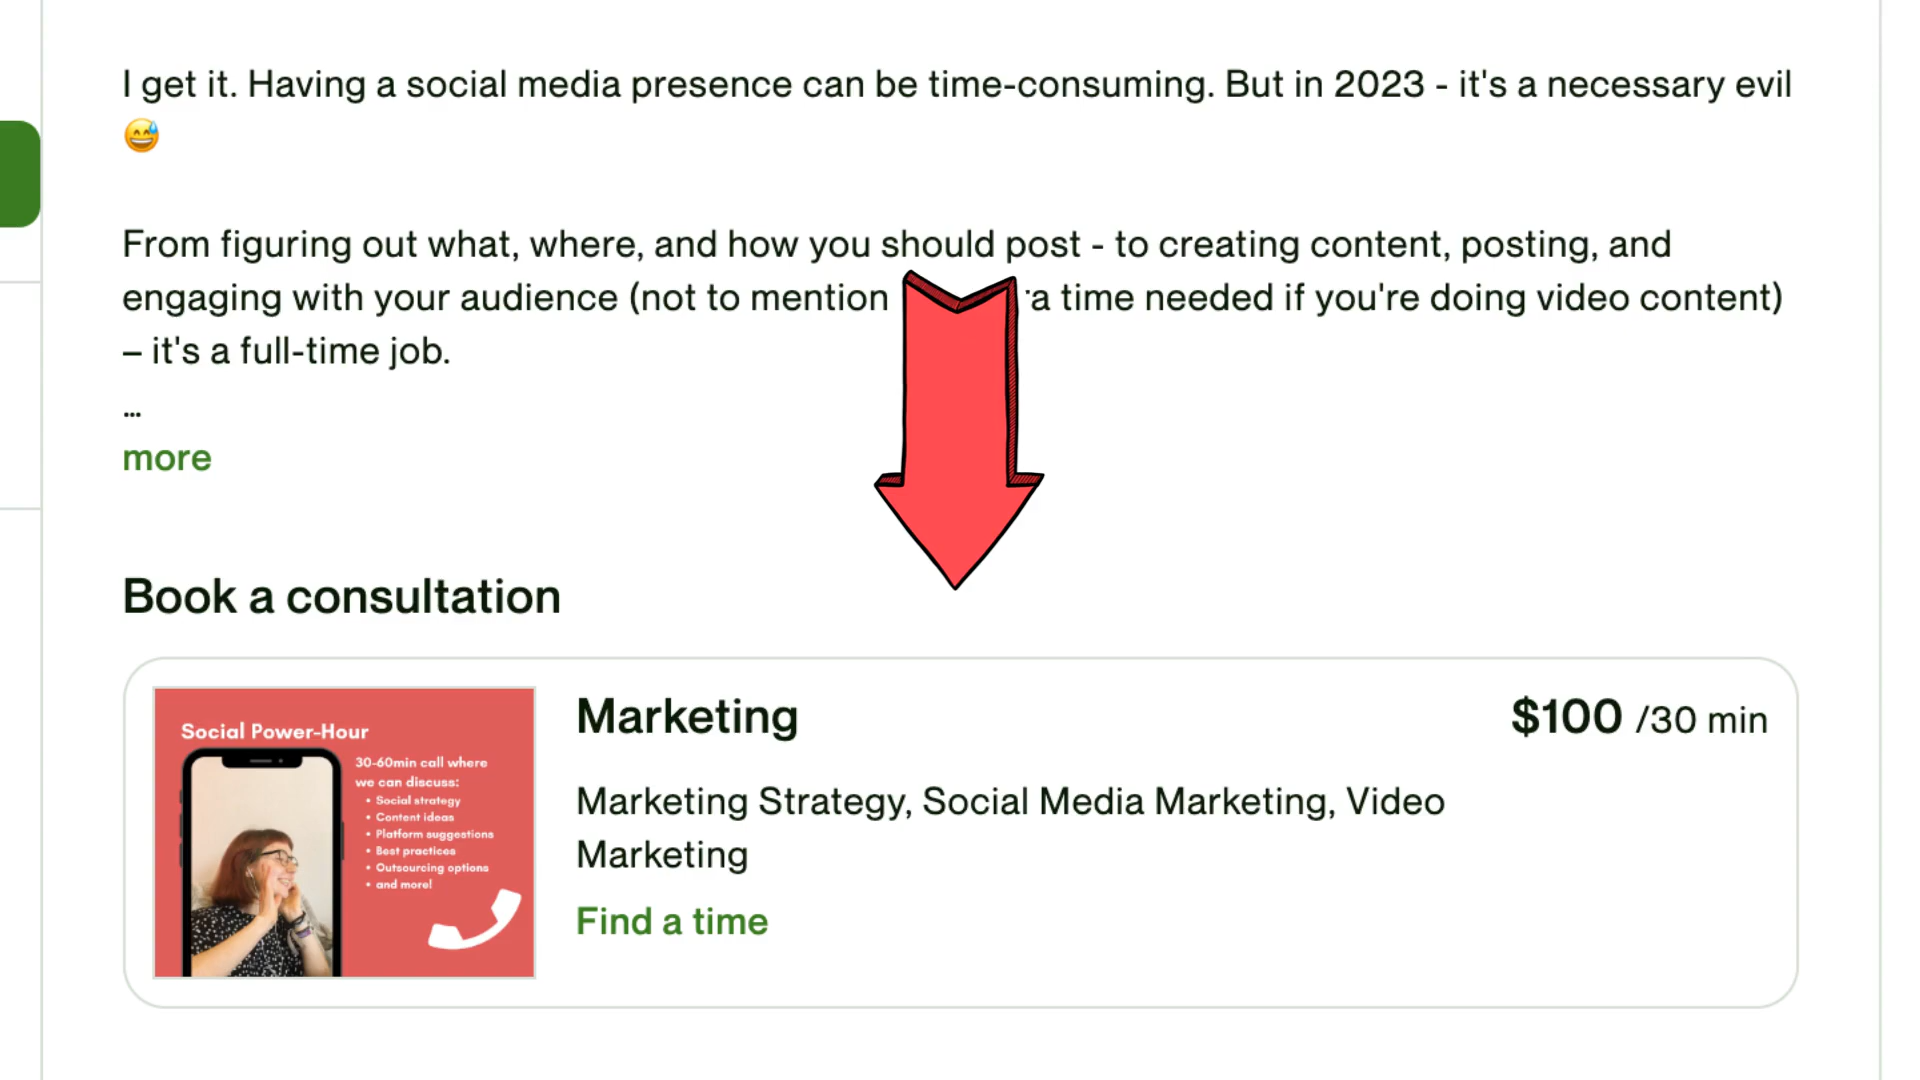 I get it. Having a social media presence can be time-consuming. But in 2023 - it's a necessary evil
😅
From figuring out what, where, and how you should post - to creating content, posting, and
engaging with your audience (not to mention a time needed if you're doing video content)
– it's a full-time job.
...
more
Book a consultation
Social Power-Hour
30-60min call where
we can discuss:
• Social strategy
• Content ideas
• Platform suggestions
• Best practices
• Outsourcing options
• and more!
Marketing
$100 /30 min
Marketing Strategy, Social Media Marketing, Video
Marketing
Find a time